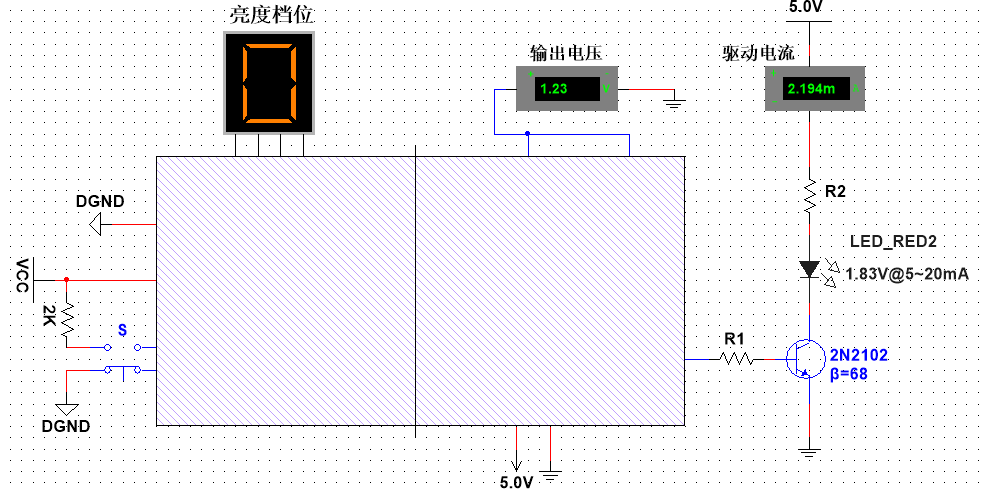 5.0V
亮度档位
0
输出电压
驱动电流
1.23 V
2.194m A
DGND
R2
LED_RED2
1.83V@5~20mA
VCC
2K
S
R1
2N2102
β=68
DGND
5.0V